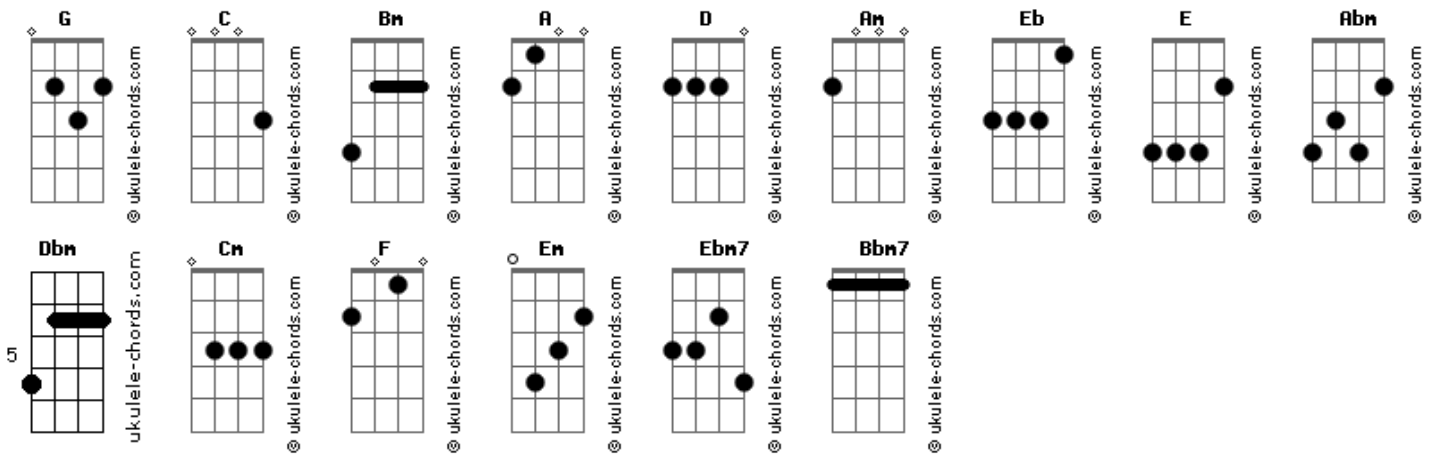 G C Bm A D Am Eb E Abm
© ukulele-chords.com © ukulele-chords.com © ukulele-chords.com © ukulele-chords.com © ukulele-chords.com © ukulele-chords.com © ukulele-chords.com © ukulele-chords.com © ukulele-chords.com
Dbm Cm F Em Ebm7 Bbm7
5
ukulele-chords.com © ukulele-chords.com © ukulele-chords.com © ukulele-chords.com © ukulele-chords.com © ukulele-chords.com